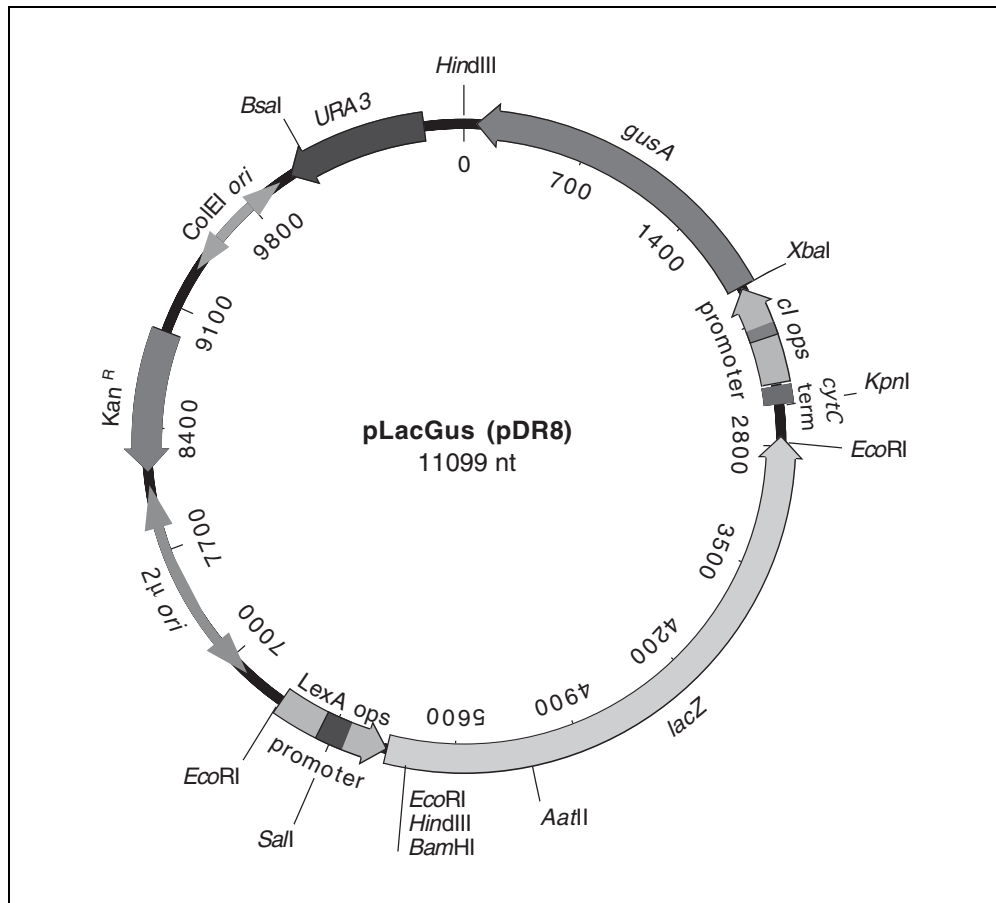 HindIII
BsaI
URA3
0
gusA
700
1400
ColEI ori
9800
XbaI
cI ops
promoter
9100
KpnI
cytC
term
Kan R
pLacGus (pDR8)
11099 nt
8400
2800
EcoRI
7700
3500
2μ ori
7000
4200
LexA ops
4900
5600
lacZ
promoter
EcoRI
SalI
EcoRI
HindIII
BamHI
AatII